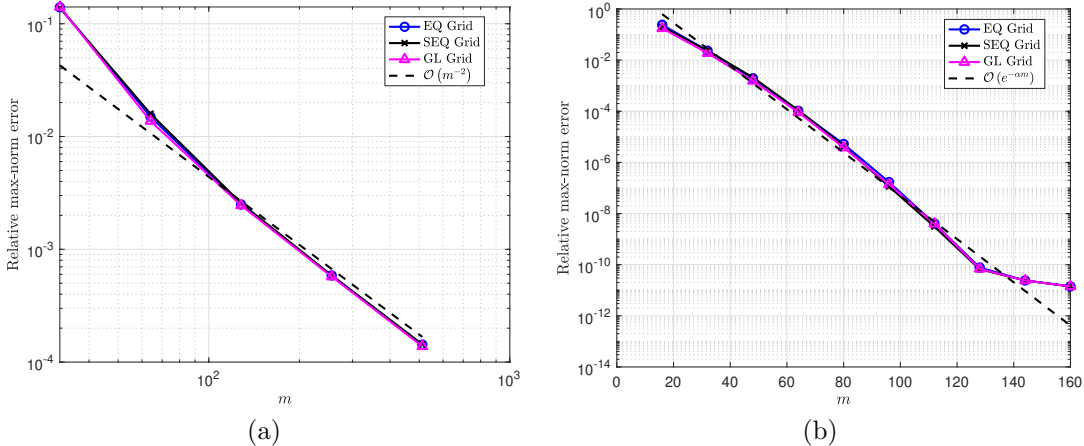 10^{-1}
10^{-2}
10^{-3}
10^{-4}
Relative max-norm error
10^{2}
10^{3}
m
EQ Grid
SEQ Grid
GL Grid
𝒪(m^{-2})
(a)
10^{0}
10^{-2}
10^{-4}
10^{-6}
10^{-8}
10^{-10}
10^{-12}
10^{-14}
Relative max-norm error
0 20 40 60 80 100 120 140 160
m
EQ Grid
SEQ Grid
GL Grid
𝒪(e^{-αm})
(b)